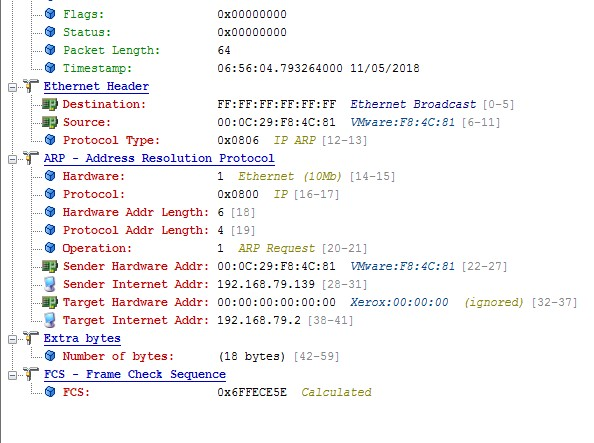 Flags: 0x00000000
Status: 0x00000000
Packet Length: 64
Timestamp: 06:56:04.793264000 11/05/2018
Ethernet Header
Destination: FF:FF:FF:FF:FF:FF Ethernet Broadcast [0-5]
Source: 00:0C:29:F8:4C:81 VMware:F8:4C:81 [6-11]
Protocol Type: 0x0806 IP ARP [12-13]
ARP - Address Resolution Protocol
Hardware: 1 Ethernet (10Mb) [14-15]
Protocol: 0x0800 IP [16-17]
Hardware Addr Length: 6 [18]
Protocol Addr Length: 4 [19]
Operation: 1 ARP Request [20-21]
Sender Hardware Addr: 00:0C:29:F8:4C:81 VMware:F8:4C:81 [22-27]
Sender Internet Addr: 192.168.79.139 [28-31]
Target Hardware Addr: 00:00:00:00:00:00 Xerox:00:00:00 (ignored) [32-37]
Target Internet Addr: 192.168.79.2 [38-41]
Extra bytes
Number of bytes: (18 bytes) [42-59]
FCS - Frame Check Sequence
FCS: 0x6FFECE5E Calculated